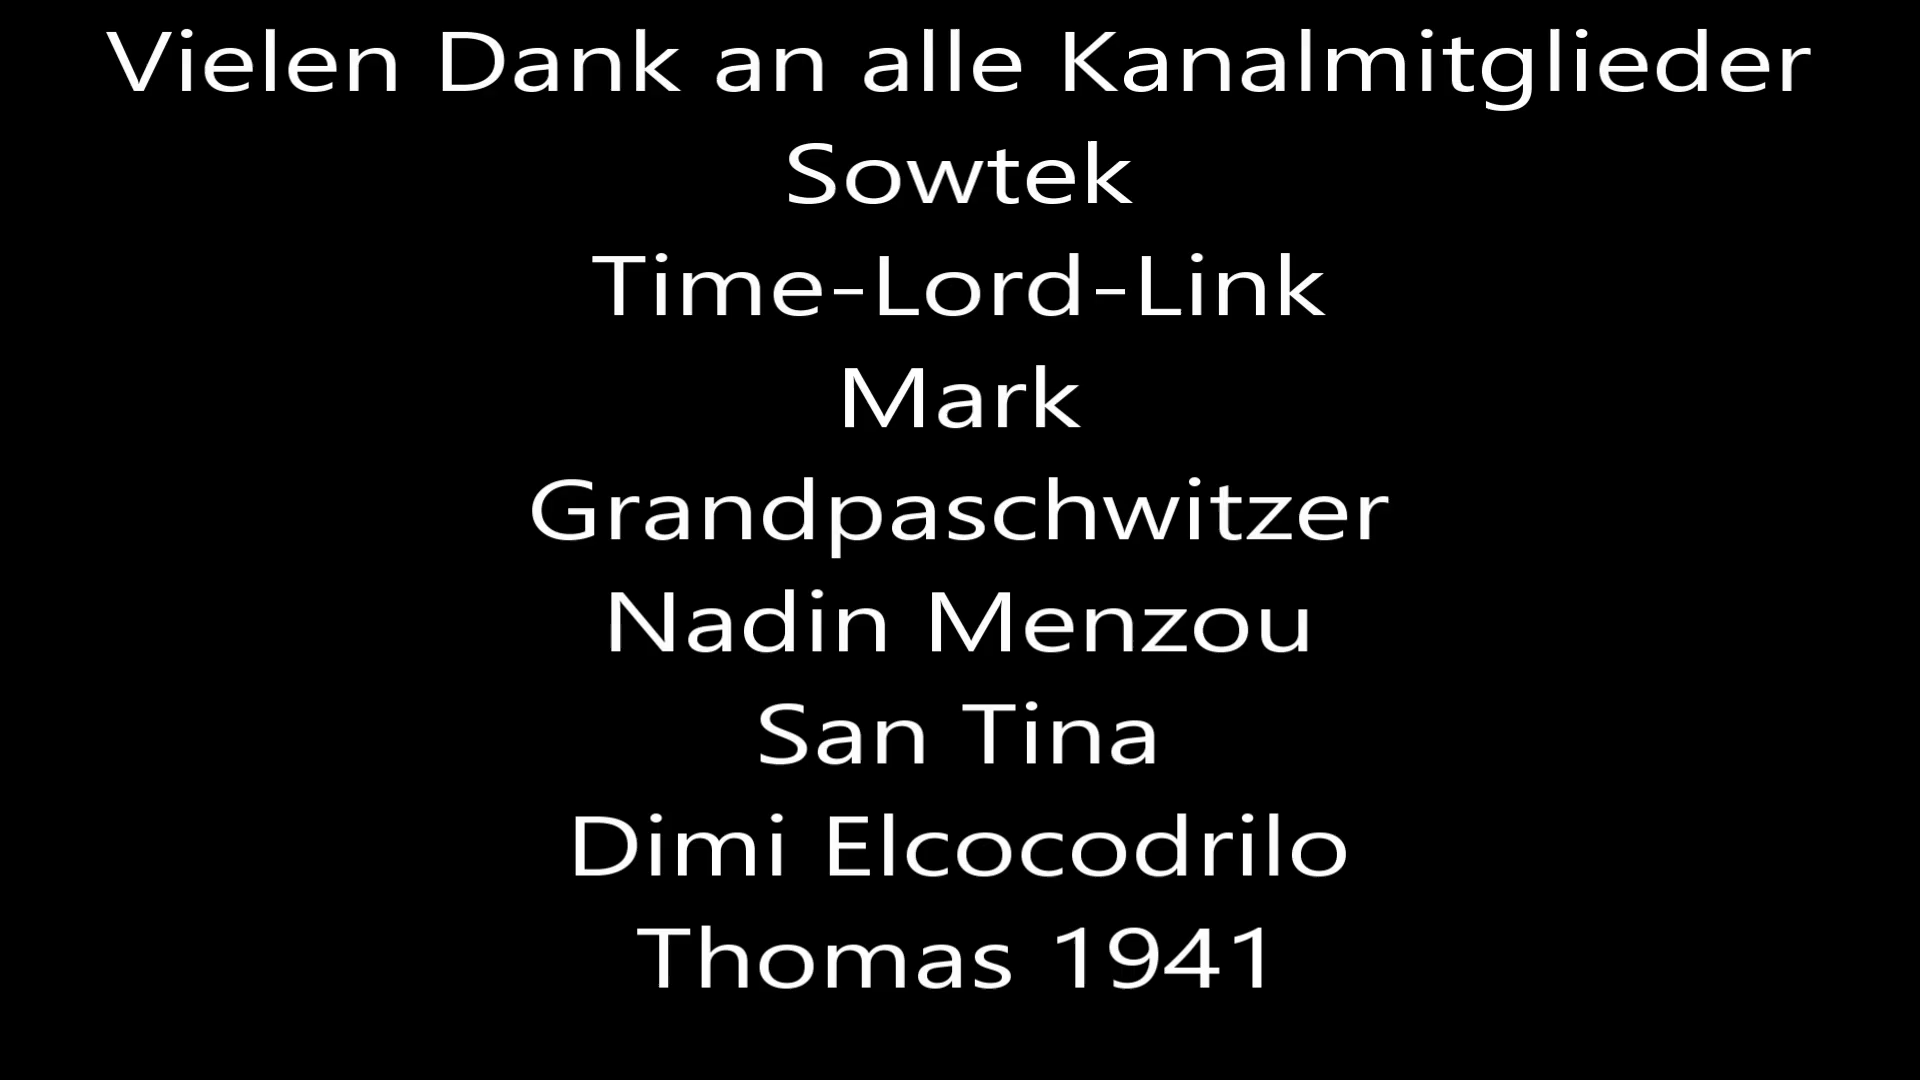 Vielen Dank an alle Kanalmitglieder
Sowtek
Time-Lord-Link
Mark
Grandpaschwitzer
Nadin Menzou
San Tina
Dimi Elcocodrilo
Thomas 1941